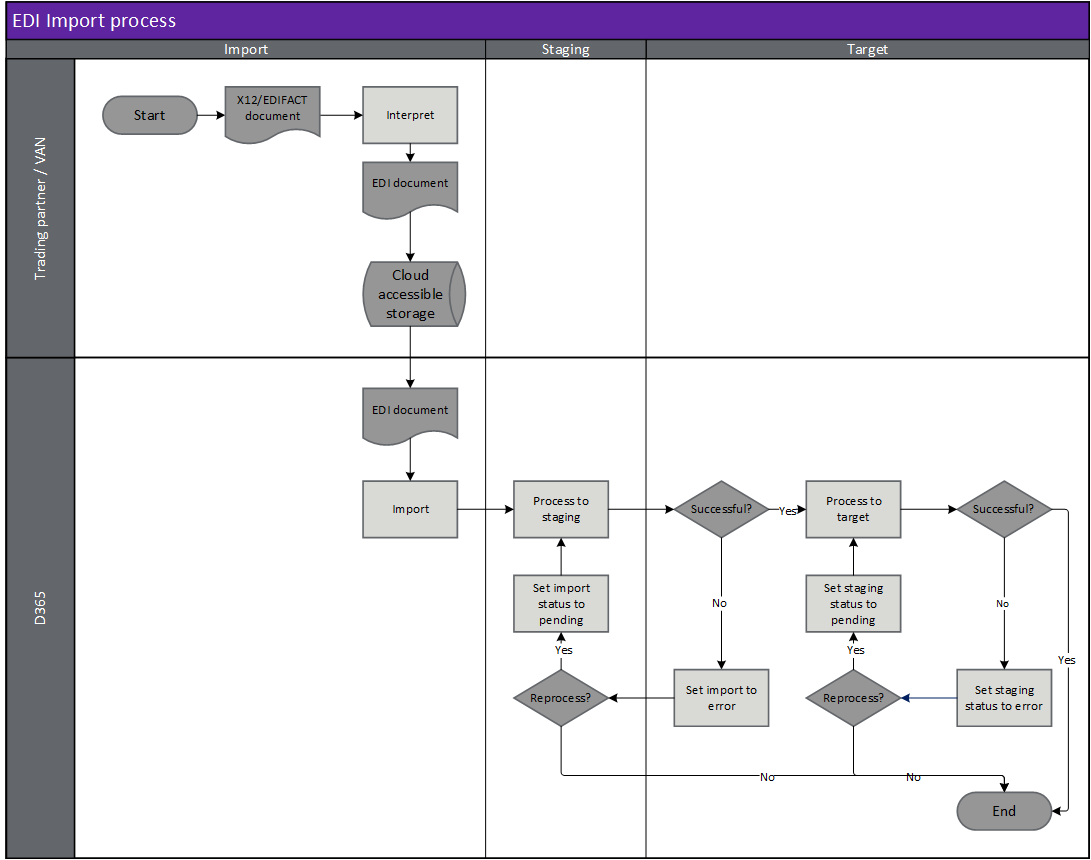 EDI Import process
Import
Staging
Target
Trading partner / VAN
Start
X12/EDIFACT
document
Interpret
EDI document
Cloud
accessible
storage
D365
EDI document
Import
Process to
staging
Successful?
Yes
Process to
target
Successful?
Set import
status to
pending
No
Set staging
status to
pending
No
Yes
Yes
Yes
Reprocess?
Set import to
error
Reprocess?
Set staging
status to error
No
No
End